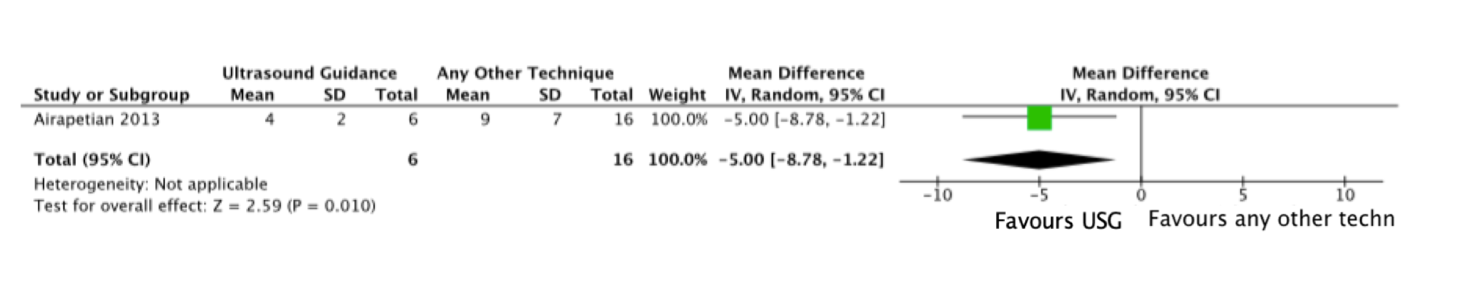 Ultrasound Guidance Any Other Technique Mean Difference Mean Difference
Study or Subgroup Mean SD Total Mean SD Total Weight IV, Random, 95% CI IV, Random, 95% CI
Airapetian 2013 4 2 6 9 7 16 100.0% -5.00 [-8.78, -1.22]
Total (95% CI) 6 16 100.0% -5.00 [-8.78, -1.22]
Heterogeneity: Not applicable
Test for overall effect: Z = 2.59 (P = 0.010)
-10 -5 0 5 10
Favours USG Favours any other techn